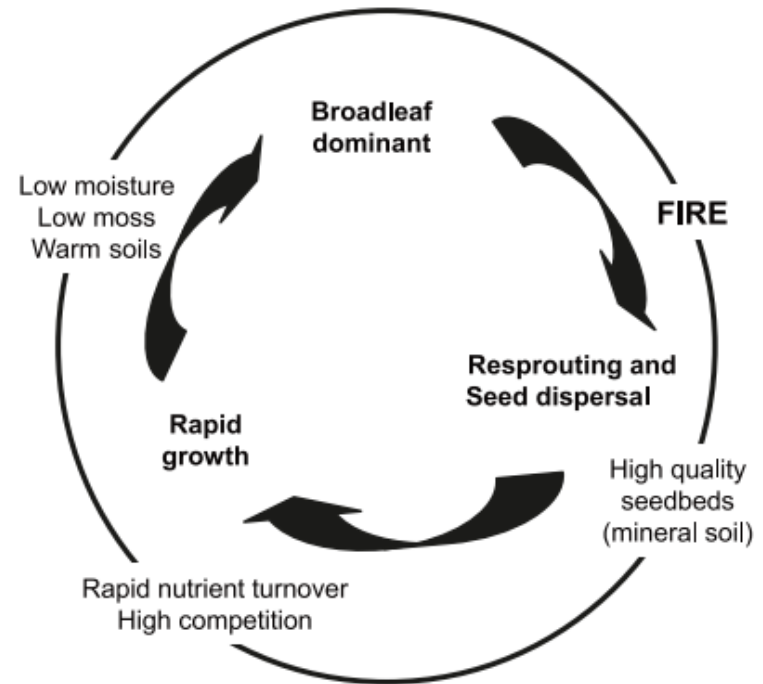 Broadleaf
dominant
FIRE
Resprouting and
Seed dispersal
High quality
seedbeds
(mineral soil)
Rapid nutrient turnover
High competition
Rapid
growth
Low moisture
Low moss
Warm soils